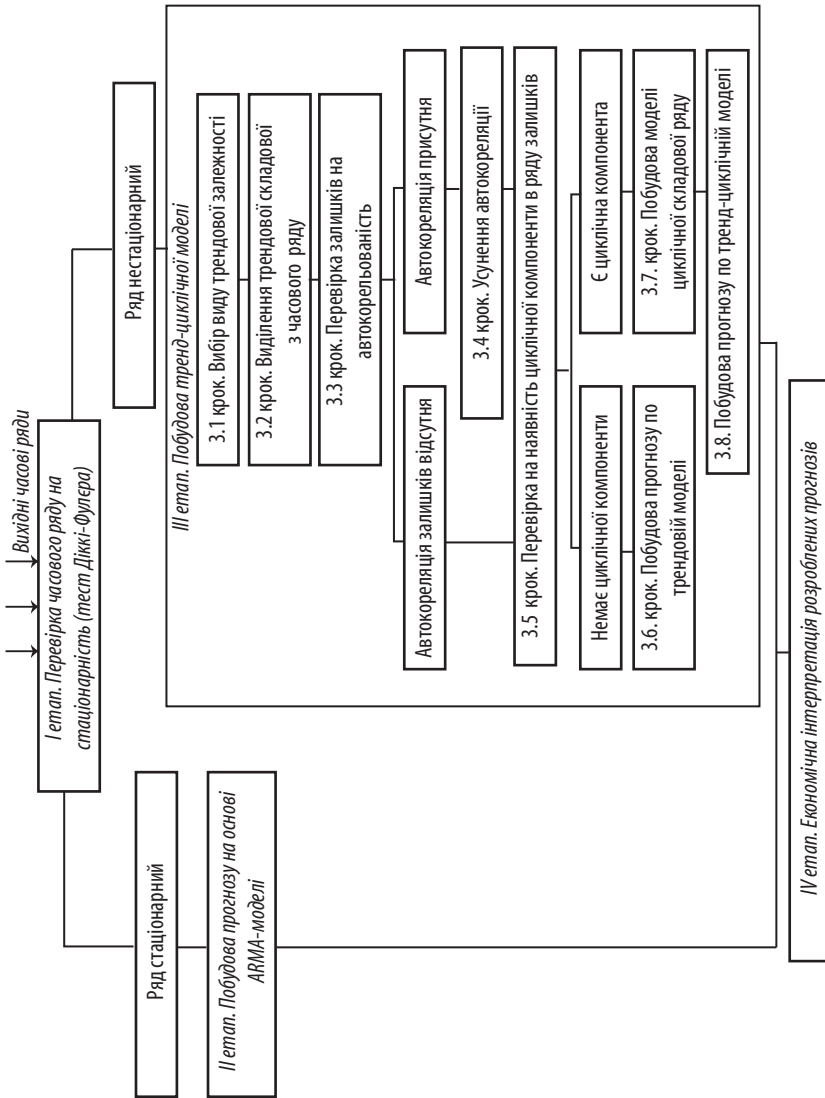 Вихідні часові ряди
І етап. Перевірка часового ряду на
стаціонарність (тест Діккі-Фулєра)
Ряд стаціонарний
ІІ етап. Побудова прогнозу на основі
ARMA-моделі
Ряд нестаціонарний
ІІІ етап. Побудова тренд-циклічної моделі
3.1 крок. Вибір виду трендової залежності
3.2 крок. Виділення трендової складової
з часового ряду
3.3 крок. Перевірка залишків на
автокорельованість
Автокореляція залишків відсутня
Автокореляція присутня
3.4 крок. Усунення автокореляції
3.5 крок. Перевірка на наявність циклічної компоненти в ряду залишків
Немає циклічної компоненти
Є циклічна компонента
3.6. крок. Побудова прогнозу по
трендовій моделі
3.7. крок. Побудова моделі
циклічної складової ряду
3.8. Побудова прогнозу по тренд-циклічній моделі
IV етап. Економічна інтерпретація розроблених прогнозів